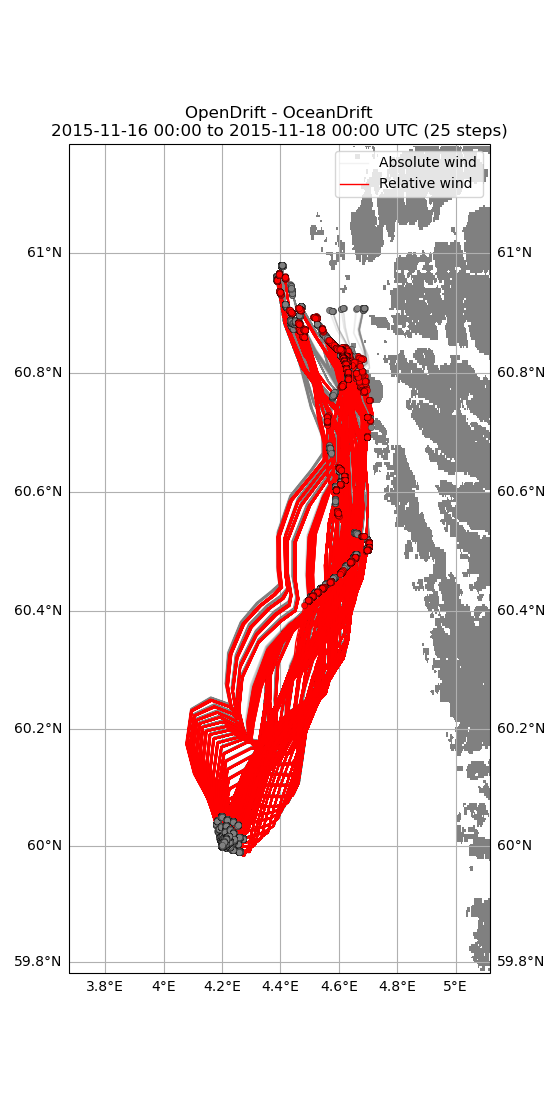 OpenDrift - OceanDrift
2015-11-16 00:00 to 2015-11-18 00:00 UTC (25 steps)
Absolute wind
Relative wind
61°N 61°N
60.8°N 60.8°N
60.6°N 60.6°N
60.4°N 60.4°N
60.2°N 60.2°N
60°N 60°N
59.8°N 59.8°N
3.8°E 4°E 4.2°E 4.4°E 4.6°E 4.8°E 5°E